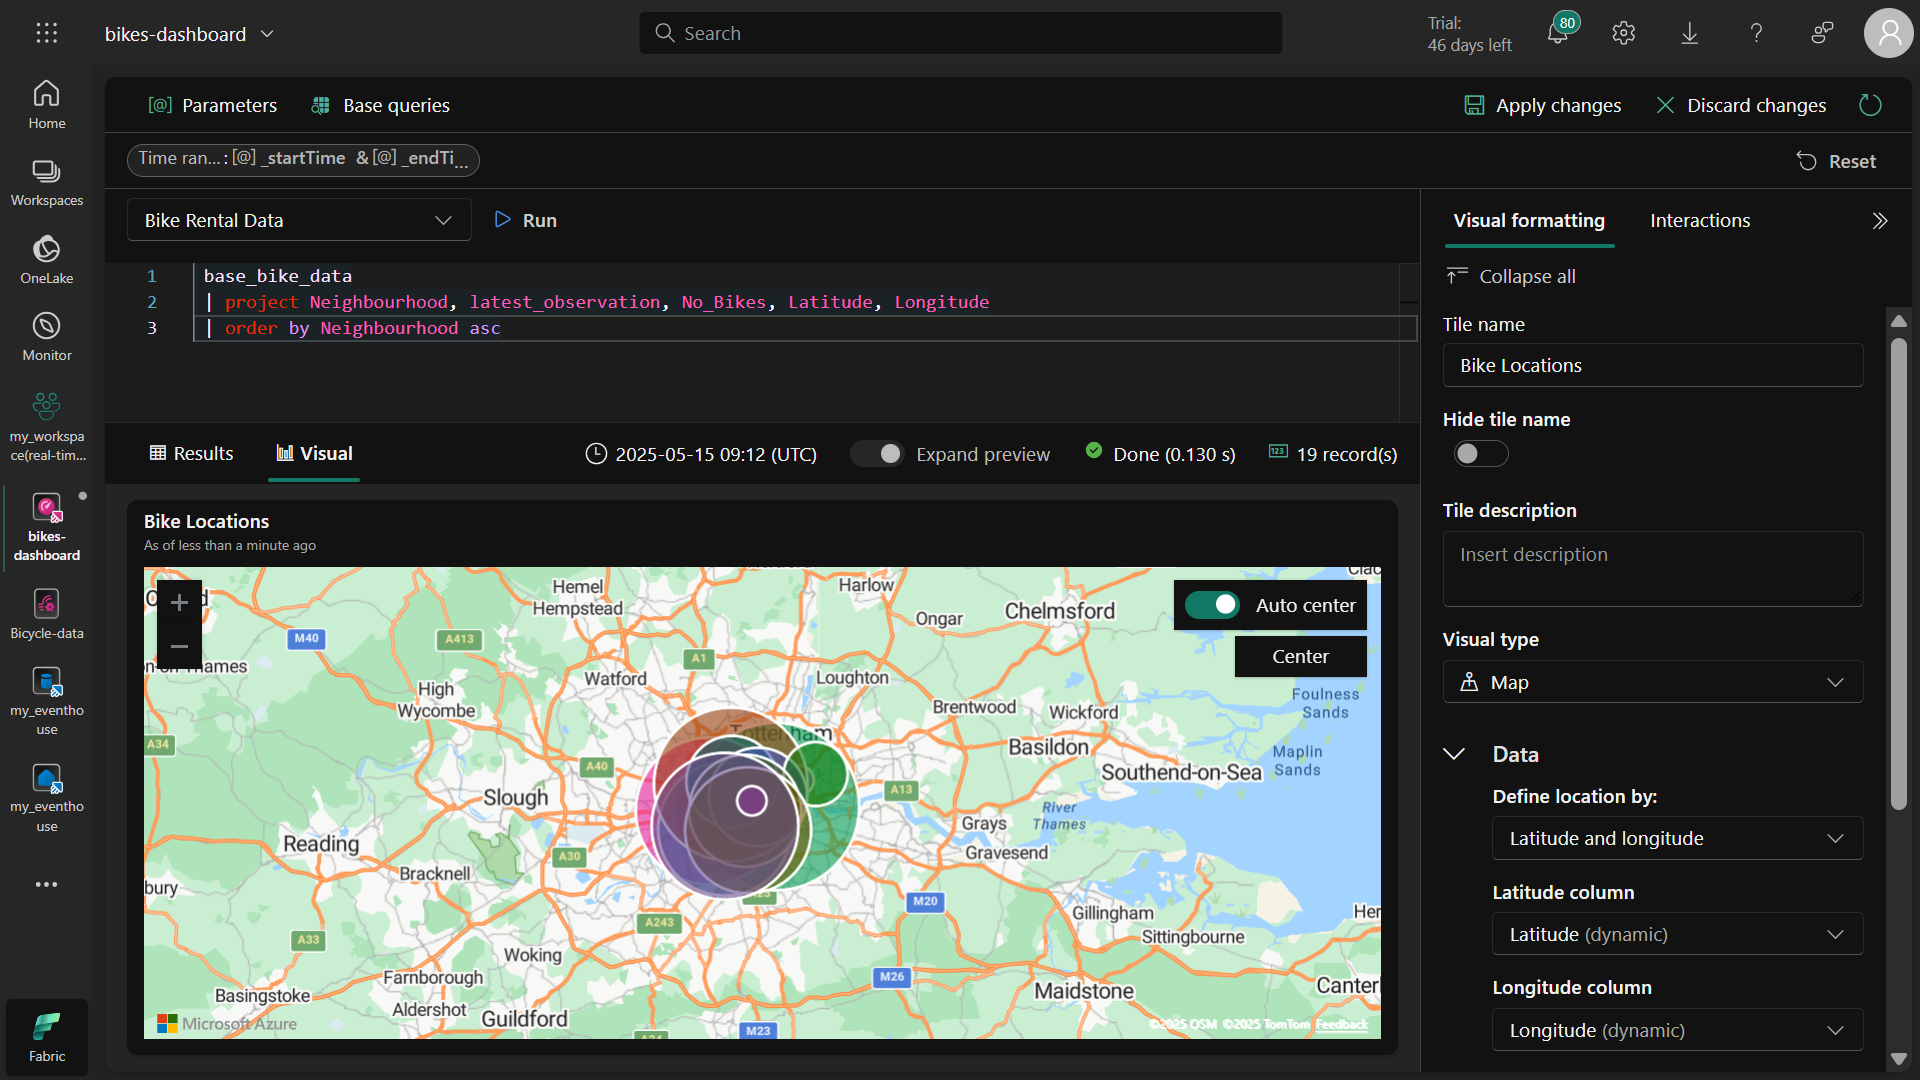 bikes-dashboard
Search
Trial:
46 days left
80
Home
Workspaces
OneLake
Monitor
my_workspa
ce(real-tim...
bikes-
dashboard
Bicycle-data
my_eventho
use
my_eventho
use
Fabric
Parameters
Base queries
Apply changes
Discard changes
Time ran...: [@] _startTime & [@] _endTi...
Reset
Bike Rental Data
Run
1 base_bike_data
2 | project Neighbourhood, latest_observation, No_Bikes, Latitude, Longitude
3 | order by Neighbourhood asc
Results
Visual
2025-05-15 09:12 (UTC)
Expand preview
Done (0.130 s)
19 record(s)
Bike Locations
As of less than a minute ago
Auto center
Center
Hemel
Hempstead
Harlow
Ongar
Chelmsford
M40
A413
A1
Watford
Loughton
High
Wycombe
Brentwood
Wickford
Foulness
Sands
A34
Tottenham
Basildon
Maplin
Sands
A40
Southend-on-Sea
Slough
A13
River
Thames
Grays
Reading
A30
Gravesend
Bracknell
bury
M20
A243
Gillingham
Her
A33
Sittingbourne
Woking
Farnborough
M26
Basingstoke
Maidstone
Canter
Aldershot
Guildford
M23
Microsoft Azure
©2025 OSM ©2025 TomTom Feedback
Visual formatting
Interactions
Collapse all
Tile name
Bike Locations
Hide tile name
Tile description
Insert description
Visual type
Map
Data
Define location by:
Latitude and longitude
Latitude column
Latitude (dynamic)
Longitude column
Longitude (dynamic)